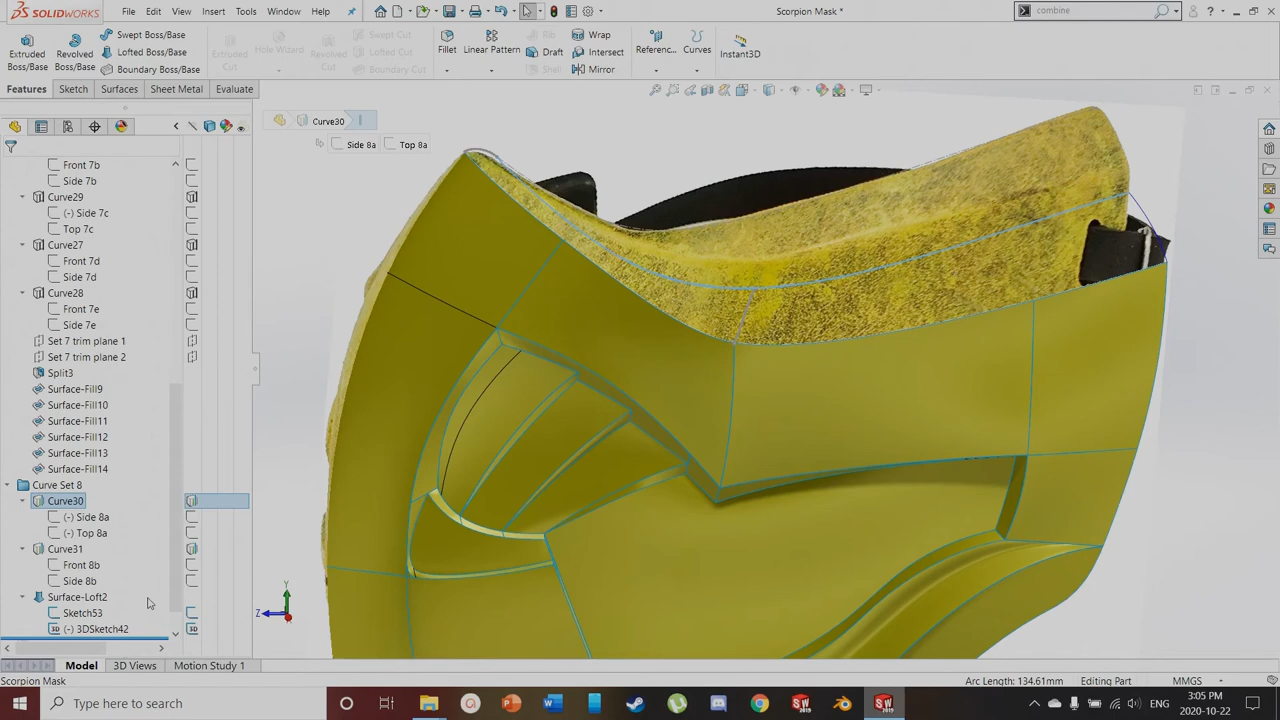 SOLIDWORKS
File Edit View Insert Tools Window Help
Scorpion Mask *
combine
Extruded Boss/Base
Revolved Boss/Base
Swept Boss/Base
Lofted Boss/Base
Boundary Boss/Base
Extruded Cut
Hole Wizard
Revolved Cut
Swept Cut
Lofted Cut
Boundary Cut
Fillet
Linear Pattern
Rib
Draft
Shell
Wrap
Intersect
Mirror
Referenc...
Curves
Instant3D
Features Sketch Surfaces Sheet Metal Evaluate
Curve30
Side 8a Top 8a
Front 7b
Side 7b
Curve29
(-) Side 7c
Top 7c
Curve27
Front 7d
Side 7d
Curve28
Front 7e
Side 7e
Set 7 trim plane 1
Set 7 trim plane 2
Split3
Surface-Fill9
Surface-Fill10
Surface-Fill11
Surface-Fill12
Surface-Fill13
Surface-Fill14
Curve Set 8
Curve30
(-) Side 8a
(-) Top 8a
Curve31
Front 8b
Side 8b
Surface-Loft2
Sketch53
(-) 3DSketch42
3D
3D
Y
Z
Model 3D Views Motion Study 1
Scorpion Mask
Arc Length: 134.61mm Editing Part MMGS
Type here to search
SW 2019
SW 2019
3:05 PM
2020-10-22